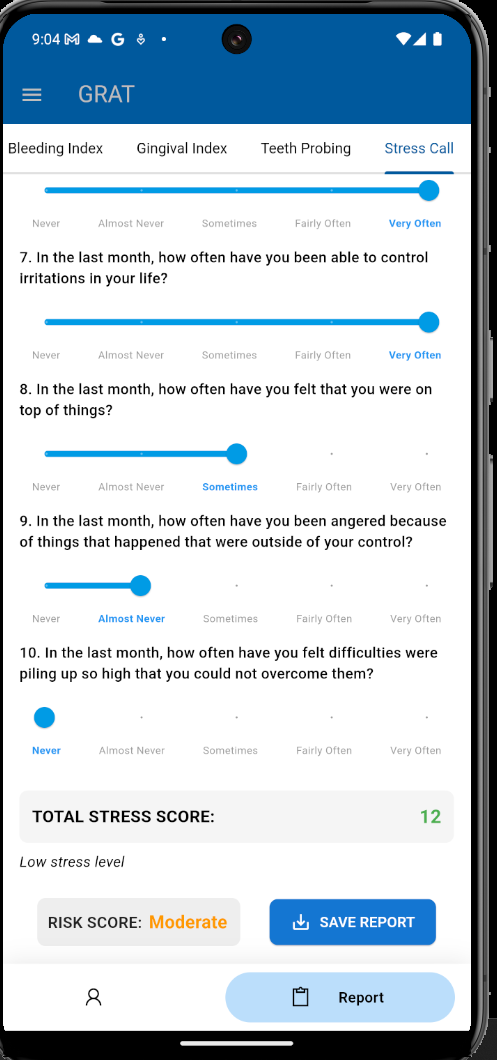 9:04
GRAT
Bleeding Index Gingival Index Teeth Probing Stress Call
Never Almost Never Sometimes Fairly Often Very Often
7. In the last month, how often have you been able to control
irritations in your life?
Never Almost Never Sometimes Fairly Often Very Often
8. In the last month, how often have you felt that you were on
top of things?
Never Almost Never Sometimes Fairly Often Very Often
9. In the last month, how often have you been angered because
of things that happened that were outside of your control?
Never Almost Never Sometimes Fairly Often Very Often
10. In the last month, how often have you felt difficulties were
piling up so high that you could not overcome them?
Never Almost Never Sometimes Fairly Often Very Often
TOTAL STRESS SCORE: 12
Low stress level
RISK SCORE: Moderate SAVE REPORT
Report